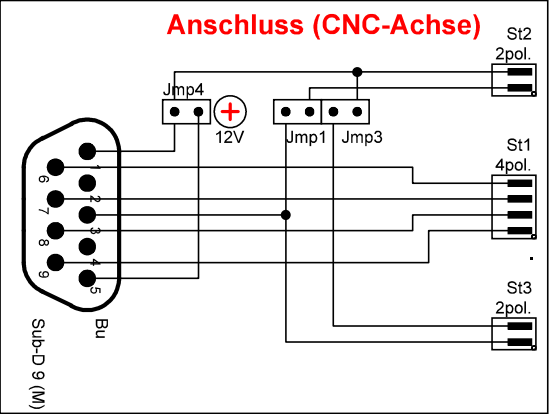 Anschluss (CNC-Achse)
St2
2pol.
Jmp4
12V
Jmp1
Jmp3
St1
4pol.
1
6
2
7
3
8
4
9
5
St3
2pol.
Bu
Sub-D 9 (M)